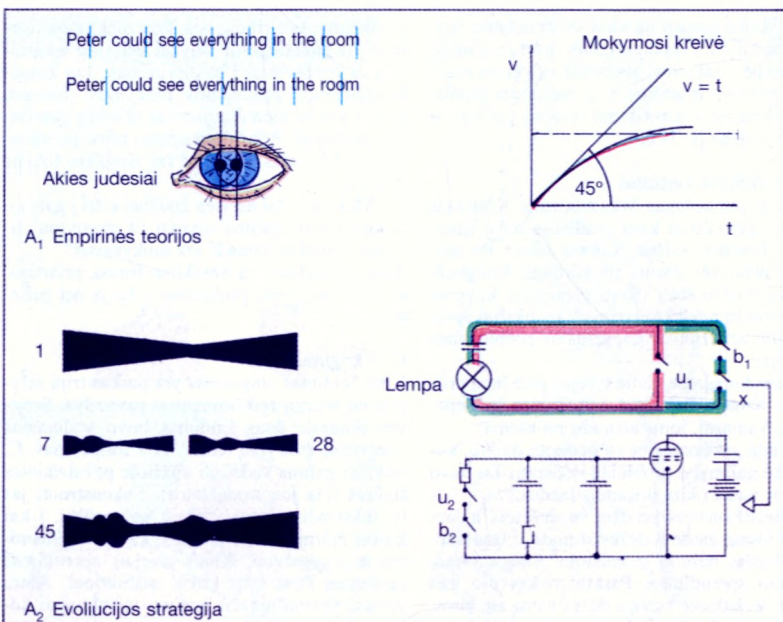 Peter could see everything in the room
Peter could see everything in the room
Akies judesiai
A₁ Empirinės teorijos
Mokymosi kreivė
v
v = t
45°
t
1
7
28
45
A₂ Evoliucijos strategija
Lempa
b₁
u₁
x
u₂
b₂